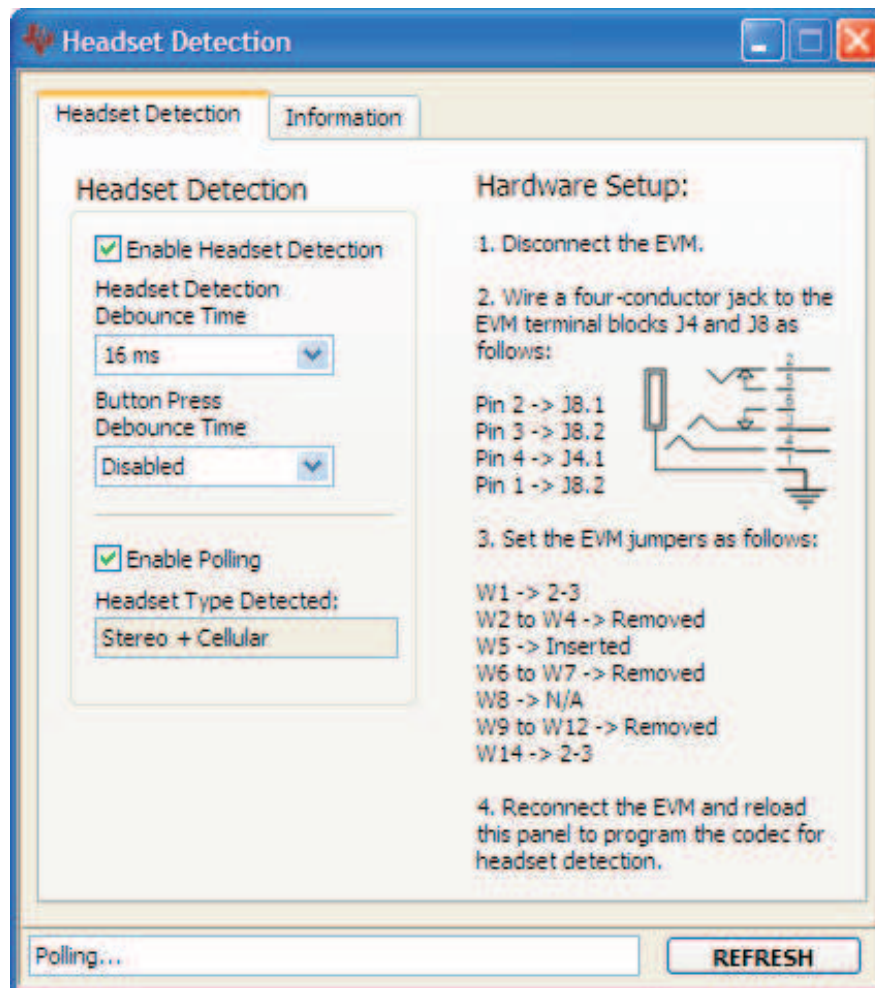 Headset Detection
Headset Detection
Information
Headset Detection
Enable Headset Detection
Headset Detection
Debounce Time
16 ms
Button Press
Debounce Time
Disabled
Enable Polling
Headset Type Detected:
Stereo + Cellular
Hardware Setup:
1. Disconnect the EVM.
2. Wire a four-conductor jack to the
EVM terminal blocks J4 and J8 as
follows:
Pin 2 -> J8.1
Pin 3 -> J8.2
Pin 4 -> J4.1
Pin 1 -> J8.2
3. Set the EVM jumpers as follows:
W1 -> 2-3
W2 to W4 -> Removed
W5 -> Inserted
W6 to W7 -> Removed
W8 -> N/A
W9 to W12 -> Removed
W14 -> 2-3
4. Reconnect the EVM and reload
this panel to program the codec for
headset detection.
Polling...
REFRESH